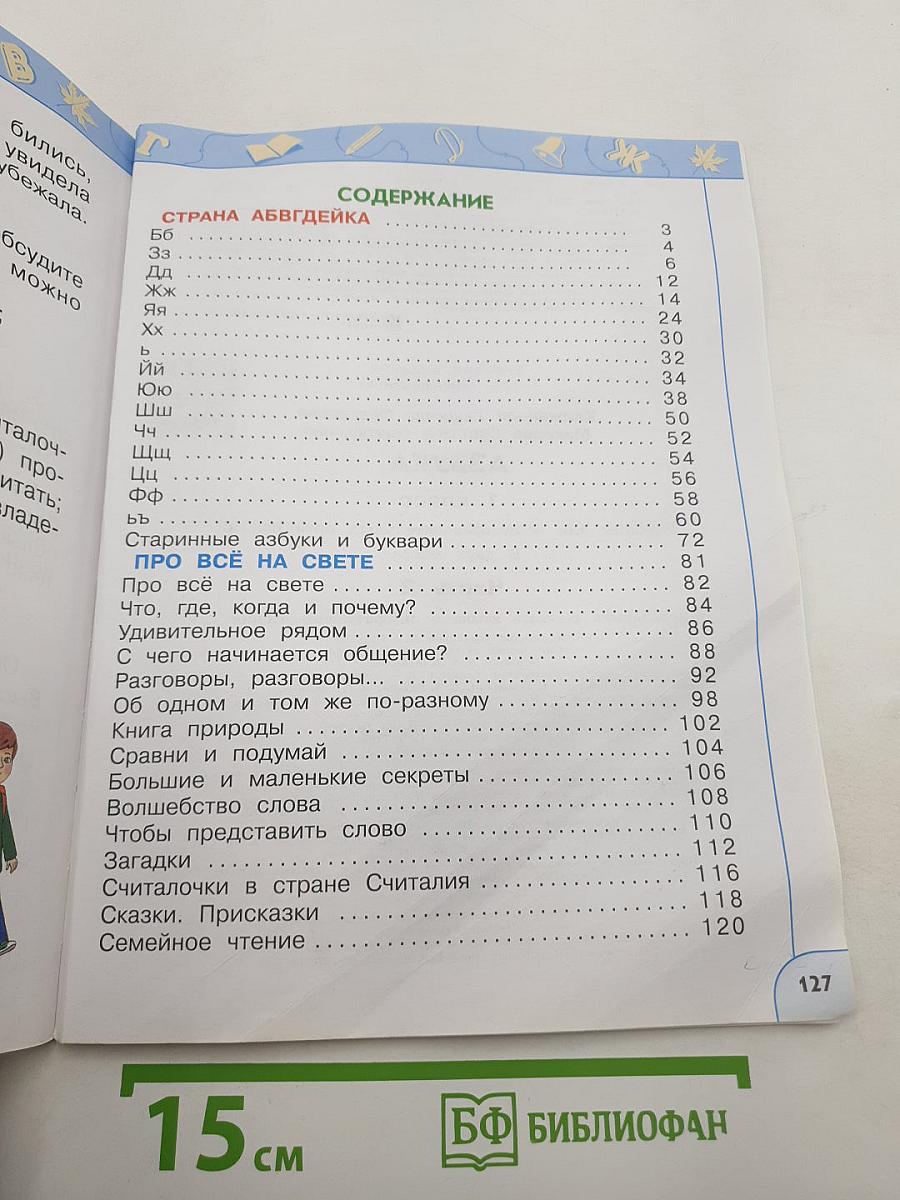 В
бились,
увидела
убежала.
обсудите
можно
;
италоч-
) про-
итать;
владе-
Г Д Ж
СОДЕРЖАНИЕ
СТРАНА АБВГДЕЙКА .............................. 3
Бб .............................. 4
Зз .............................. 6
Дд .............................. 12
Жж .............................. 14
Яя .............................. 24
Хх .............................. 30
ь .............................. 32
Йй .............................. 34
Юю .............................. 38
Шш .............................. 50
Чч .............................. 52
Щщ .............................. 54
Цц .............................. 56
Фф .............................. 58
ьъ .............................. 60
Старинные азбуки и буквари .............................. 72
ПРО ВСЁ НА СВЕТЕ .............................. 81
Про всё на свете .............................. 82
Что, где, когда и почему? .............................. 84
Удивительное рядом .............................. 86
С чего начинается общение? .............................. 88
Разговоры, разговоры... .............................. 92
Об одном и том же по-разному .............................. 98
Книга природы .............................. 102
Сравни и подумай .............................. 104
Большие и маленькие секреты .............................. 106
Волшебство слова .............................. 108
Чтобы представить слово .............................. 110
Загадки .............................. 112
Считалочки в стране Считалия .............................. 116
Сказки. Присказки .............................. 118
Семейное чтение .............................. 120
127
15 см
БФ БИБЛИОФАН